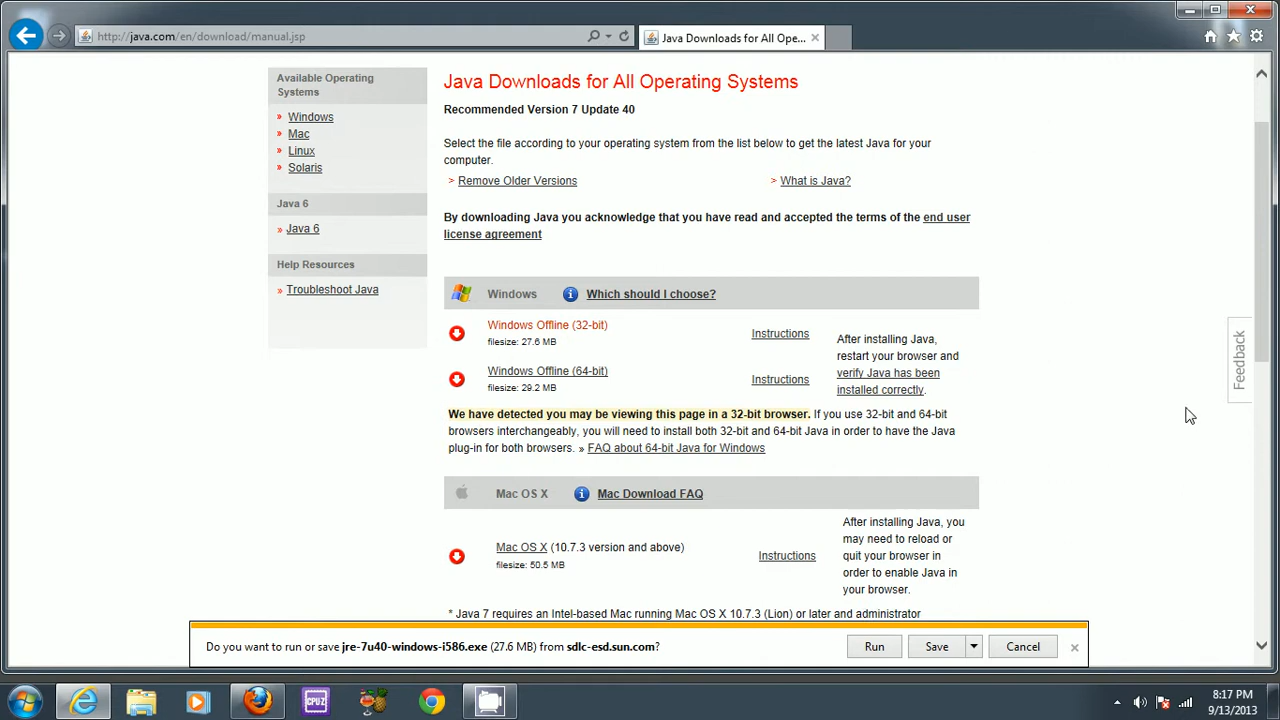 http://java.com/en/download/manual.jsp
Java Downloads for All Ope...
Available Operating
Systems
» Windows
» Mac
» Linux
» Solaris
Java 6
» Java 6
Help Resources
» Troubleshoot Java
Java Downloads for All Operating Systems
Recommended Version 7 Update 40
Select the file according to your operating system from the list below to get the latest Java for your
computer.
> Remove Older Versions
> What is Java?
By downloading Java you acknowledge that you have read and accepted the terms of the end user
license agreement
Windows
Which should I choose?
Windows Offline (32-bit)
filesize: 27.6 MB
Instructions
Windows Offline (64-bit)
filesize: 29.2 MB
Instructions
After installing Java,
restart your browser and
verify Java has been
installed correctly.
We have detected you may be viewing this page in a 32-bit browser. If you use 32-bit and 64-bit
browsers interchangeably, you will need to install both 32-bit and 64-bit Java in order to have the Java
plug-in for both browsers. » FAQ about 64-bit Java for Windows
Mac OS X
Mac Download FAQ
Mac OS X (10.7.3 version and above)
filesize: 50.5 MB
Instructions
After installing Java, you
may need to reload or
quit your browser in
order to enable Java in
your browser.
* Java 7 requires an Intel-based Mac running Mac OS X 10.7.3 (Lion) or later and administrator
Feedback
Do you want to run or save jre-7u40-windows-i586.exe (27.6 MB) from sdlc-esd.sun.com?
Run
Save
Cancel
CPUZ
8:17 PM
9/13/2013